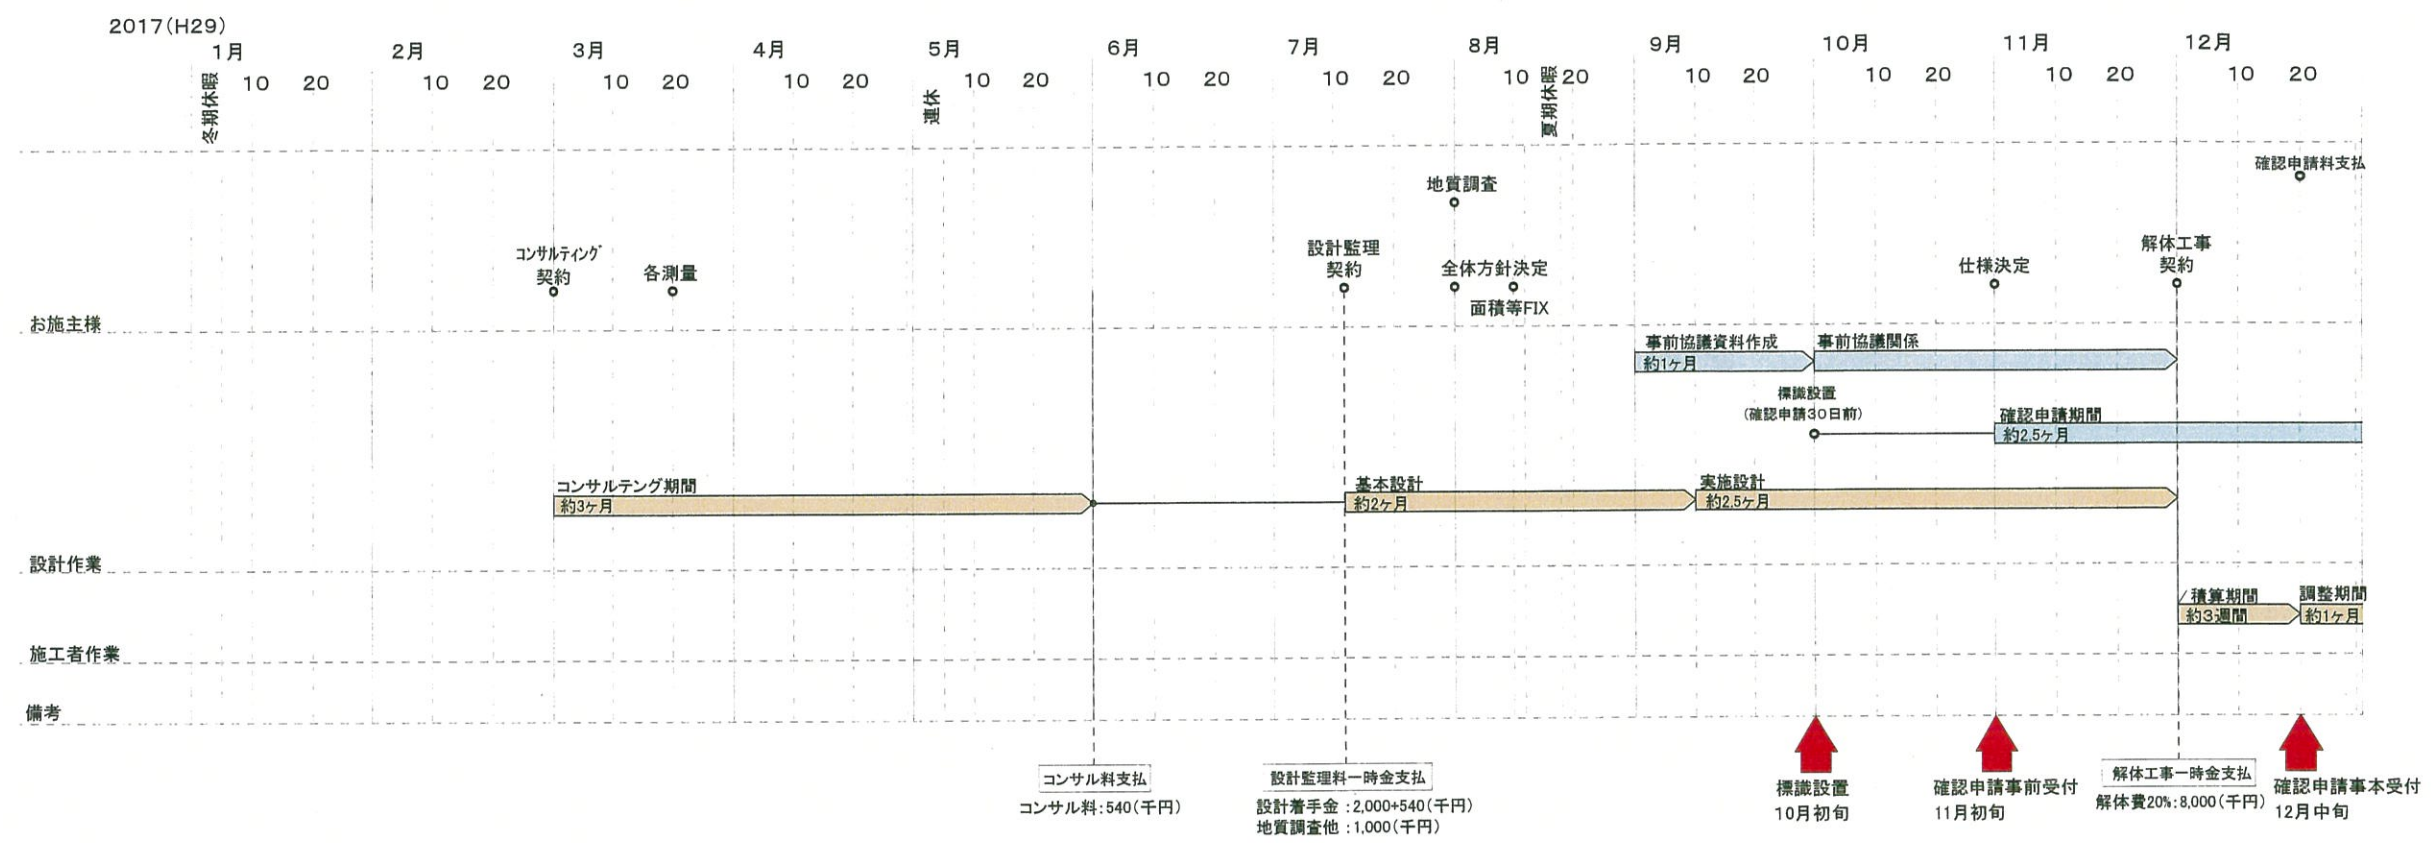 2017(H29)
1月 2月 3月 4月 5月 6月 7月 8月 9月 10月 11月 12月
10 20 10 20 10 20 10 20 10 20 10 20 10 20 10 20 10 20 10 20 10 20 10 20
冬期休暇
連休
夏期休暇
確認申請料支払
地質調査
コンサルティング
契約
各測量
設計監理
契約
全体方針決定
面積等FIX
仕様決定
解体工事
契約
お施主様
事前協議資料作成
約1ヶ月
事前協議関係
標識設置
(確認申請30日前)
確認申請期間
約2.5ヶ月
コンサルテング期間
約3ヶ月
基本設計
約2ヶ月
実施設計
約2.5ヶ月
設計作業
積算期間
約3週間
調整期間
約1ヶ月
施工者作業
備考
コンサル料支払
コンサル料:540(千円)
設計監理料一時金支払
設計着手金:2,000+540(千円)
地質調査他:1,000(千円)
標識設置
10月初旬
確認申請事前受付
11月初旬
解体工事一時金支払
解体費20%:8,000(千円)
確認申請事本受付
12月中旬